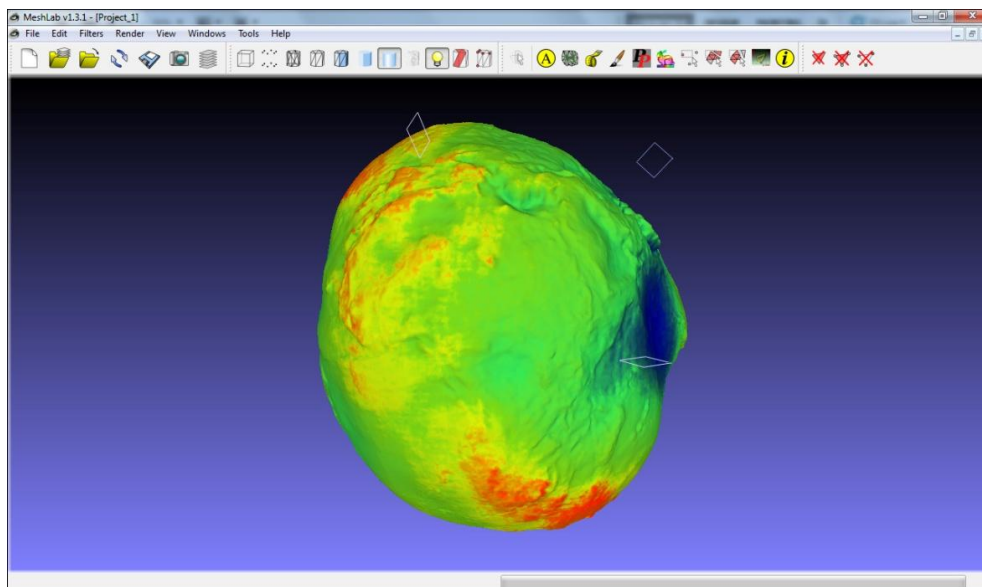 MeshLab v1.3.1 - [Project_1]
File Edit Filters Render View Windows Tools Help
A
i